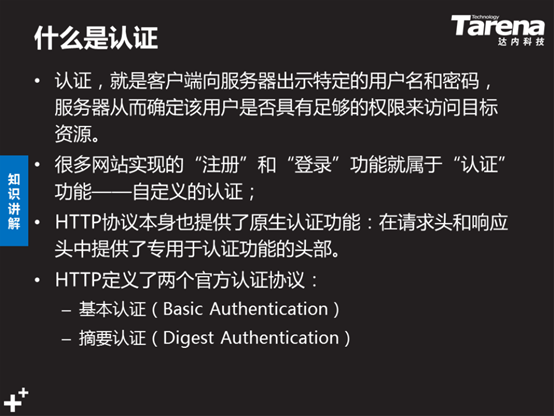 什么是认证
Technology
Tarena
达内科技
• 认证，就是客户端向服务器出示特定的用户名和密码，
服务器从而确定该用户是否具有足够的权限来访问目标
资源。
• 很多网站实现的“注册”和“登录”功能就属于“认证”
功能——自定义的认证；
知识讲解
• HTTP协议本身也提供了原生认证功能：在请求头和响应
头中提供了专用于认证功能的头部。
• HTTP定义了两个官方认证协议：
– 基本认证（Basic Authentication）
– 摘要认证（Digest Authentication）